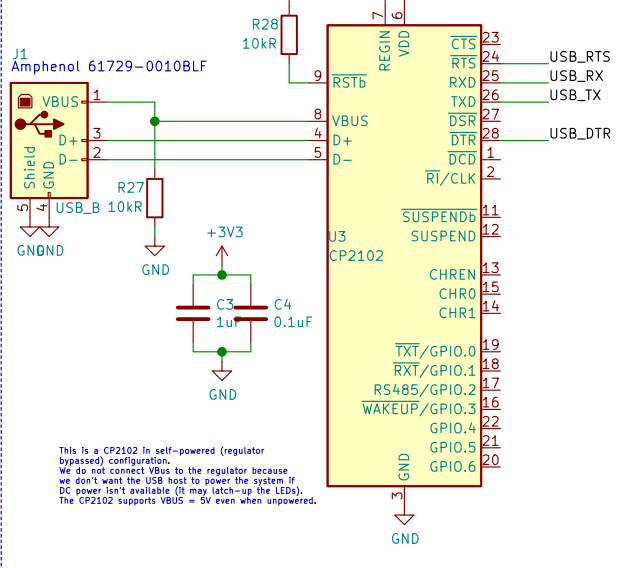 R28
10kR
7
REGIN
6
VDD
J1
Amphenol 61729-0010BLF
VBUS 1
D+ 3
D- 2
Shield
5
GND
4
USB_B
GND
GND
R27
10kR
GND
9 RSTb
8 VBUS
4 D+
5 D-
U3
CP2102
CTS 23
RTS 24 USB_RTS
RXD 25 USB_RX
TXD 26 USB_TX
DSR 27
DTR 28 USB_DTR
DCD 1
RI/CLK 2
SUSPENDb 11
SUSPEND 12
CHREN 13
CHR0 15
CHR1 14
TXT/GPIO.0 19
RXT/GPIO.1 18
RS485/GPIO.2 17
WAKEUP/GPIO.3 16
GPIO.4 22
GPIO.5 21
GPIO.6 20
GND
3
GND
+3V3
C3
1uF
C4
0.1uF
GND
This is a CP2102 in self-powered (regulator
bypassed) configuration.
We do not connect VBus to the regulator because
we don't want the USB host to power the system if
DC power isn't available (it may latch-up the LEDs).
The CP2102 supports VBUS = 5V even when unpowered.